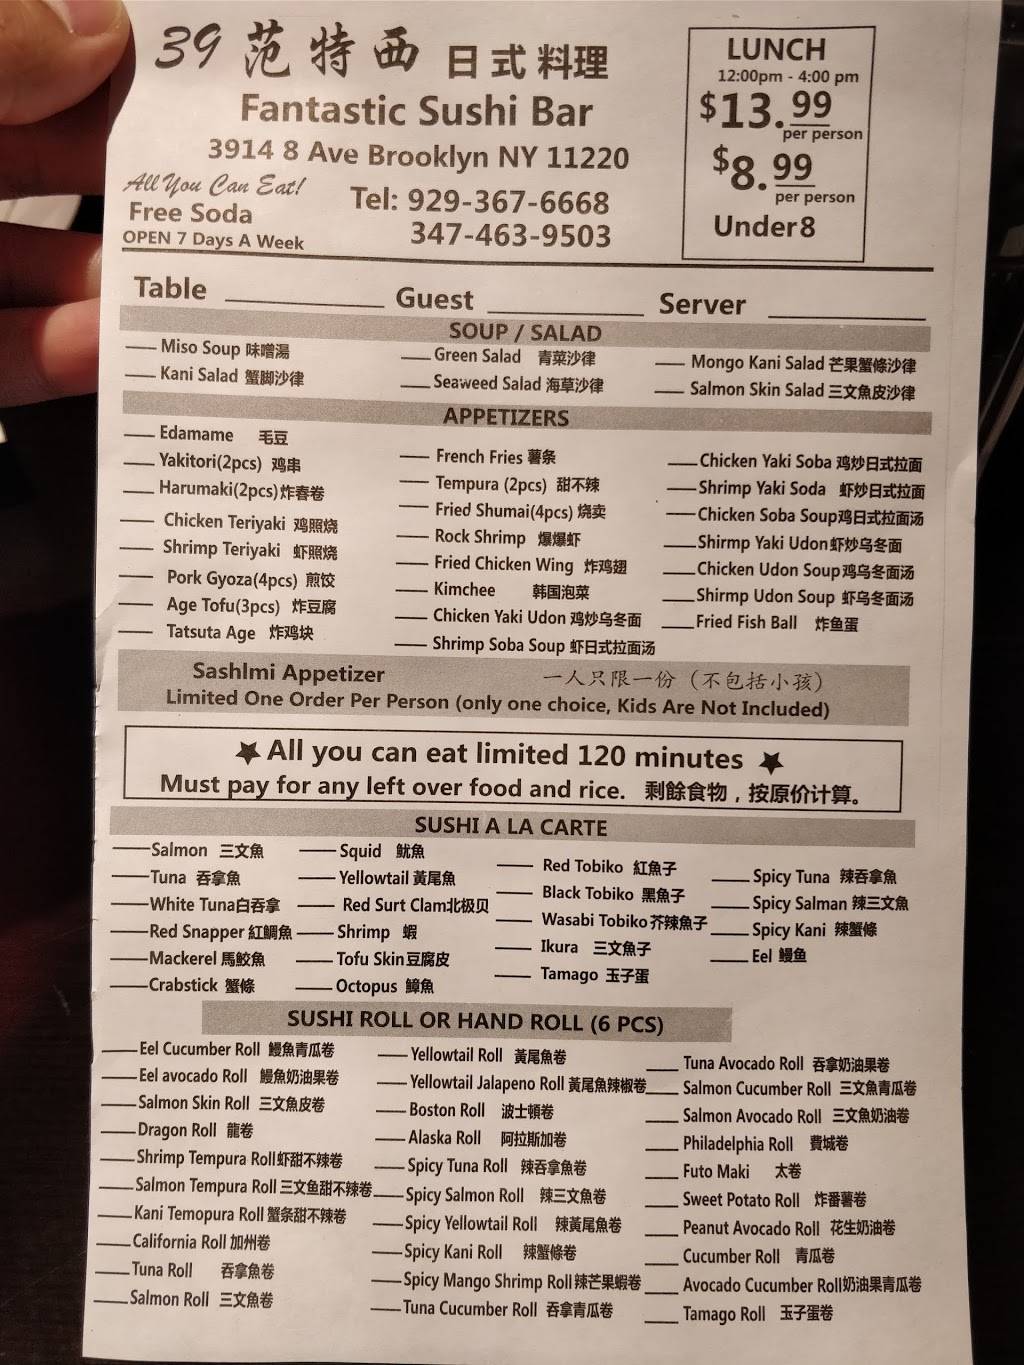 39 范特西 日式料理
Fantastic Sushi Bar
3914 8 Ave Brooklyn NY 11220
All You Can Eat!
Free Soda
OPEN 7 Days A Week
Tel: 929-367-6668
347-463-9503
LUNCH
12:00pm - 4:00 pm
$13.99
per person
$8.99
per person
Under8
Table Guest Server
SOUP / SALAD
Miso Soup 味噌湯
Kani Salad 蟹脚沙律
Green Salad 青菜沙律
Seaweed Salad 海草沙律
Mongo Kani Salad 芒果蟹條沙律
Salmon Skin Salad 三文魚皮沙律
APPETIZERS
Edamame 毛豆
Yakitori(2pcs) 鸡串
Harumaki(2pcs) 炸春卷
Chicken Teriyaki 鸡照烧
Shrimp Teriyaki 虾照烧
Pork Gyoza(4pcs) 煎饺
Age Tofu(3pcs) 炸豆腐
Tatsuta Age 炸鸡块
French Fries 薯条
Tempura (2pcs) 甜不辣
Fried Shumai(4pcs) 烧卖
Rock Shrimp 爆爆虾
Fried Chicken Wing 炸鸡翅
Kimchee 韩国泡菜
Chicken Yaki Udon 鸡炒乌冬面
Shrimp Soba Soup 虾日式拉面汤
Chicken Yaki Soba 鸡炒日式拉面
Shrimp Yaki Soda 虾炒日式拉面
Chicken Soba Soup 鸡日式拉面汤
Shirmp Yaki Udon 虾炒乌冬面
Chicken Udon Soup 鸡乌冬面汤
Shirmp Udon Soup 虾乌冬面汤
Fried Fish Ball 炸鱼蛋
SashImi Appetizer 一人只限一份 (不包括小孩)
Limited One Order Per Person (only one choice, Kids Are Not Included)
★ All you can eat limited 120 minutes ★
Must pay for any left over food and rice. 剩餘食物，按原价计算。
SUSHI A LA CARTE
Salmon 三文魚
Tuna 吞拿魚
White Tuna 白吞拿
Red Snapper 紅鯛魚
Mackerel 馬鮫魚
Crabstick 蟹條
Squid 魷魚
Yellowtail 黃尾魚
Red Surt Clam 北极贝
Shrimp 蝦
Tofu Skin 豆腐皮
Octopus 鱆魚
Red Tobiko 紅魚子
Black Tobiko 黑魚子
Wasabi Tobiko 芥辣魚子
Ikura 三文魚子
Tamago 玉子蛋
Spicy Tuna 辣吞拿魚
Spicy Salman 辣三文魚
Spicy Kani 辣蟹條
Eel 鳗鱼
SUSHI ROLL OR HAND ROLL (6 PCS)
Eel Cucumber Roll 鰻魚青瓜卷
Eel avocado Roll 鰻魚奶油果卷
Salmon Skin Roll 三文魚皮卷
Dragon Roll 龍卷
Shrimp Tempura Roll 虾甜不辣卷
Salmon Tempura Roll 三文鱼甜不辣卷
Kani Temopura Roll 蟹条甜不辣卷
California Roll 加州卷
Tuna Roll 吞拿魚卷
Salmon Roll 三文魚卷
Yellowtail Roll 黃尾魚卷
Yellowtail Jalapeno Roll 黃尾魚辣椒卷
Boston Roll 波士頓卷
Alaska Roll 阿拉斯加卷
Spicy Tuna Roll 辣吞拿魚卷
Spicy Salmon Roll 辣三文魚卷
Spicy Yellowtail Roll 辣黃尾魚卷
Spicy Kani Roll 辣蟹條卷
Spicy Mango Shrimp Roll 辣芒果蝦卷
Tuna Cucumber Roll 吞拿青瓜卷
Tuna Avocado Roll 吞拿奶油果卷
Salmon Cucumber Roll 三文魚青瓜卷
Salmon Avocado Roll 三文魚奶油卷
Philadelphia Roll 費城卷
Futo Maki 太卷
Sweet Potato Roll 炸番薯卷
Peanut Avocado Roll 花生奶油卷
Cucumber Roll 青瓜卷
Avocado Cucumber Roll 奶油果青瓜卷
Tamago Roll 玉子蛋卷